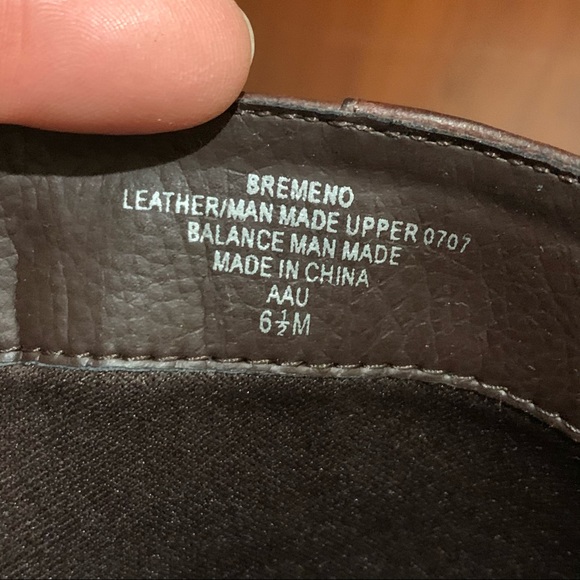 BREMENO
LEATHER/MAN MADE UPPER 0707
BALANCE MAN MADE
MADE IN CHINA
AAU
6½M